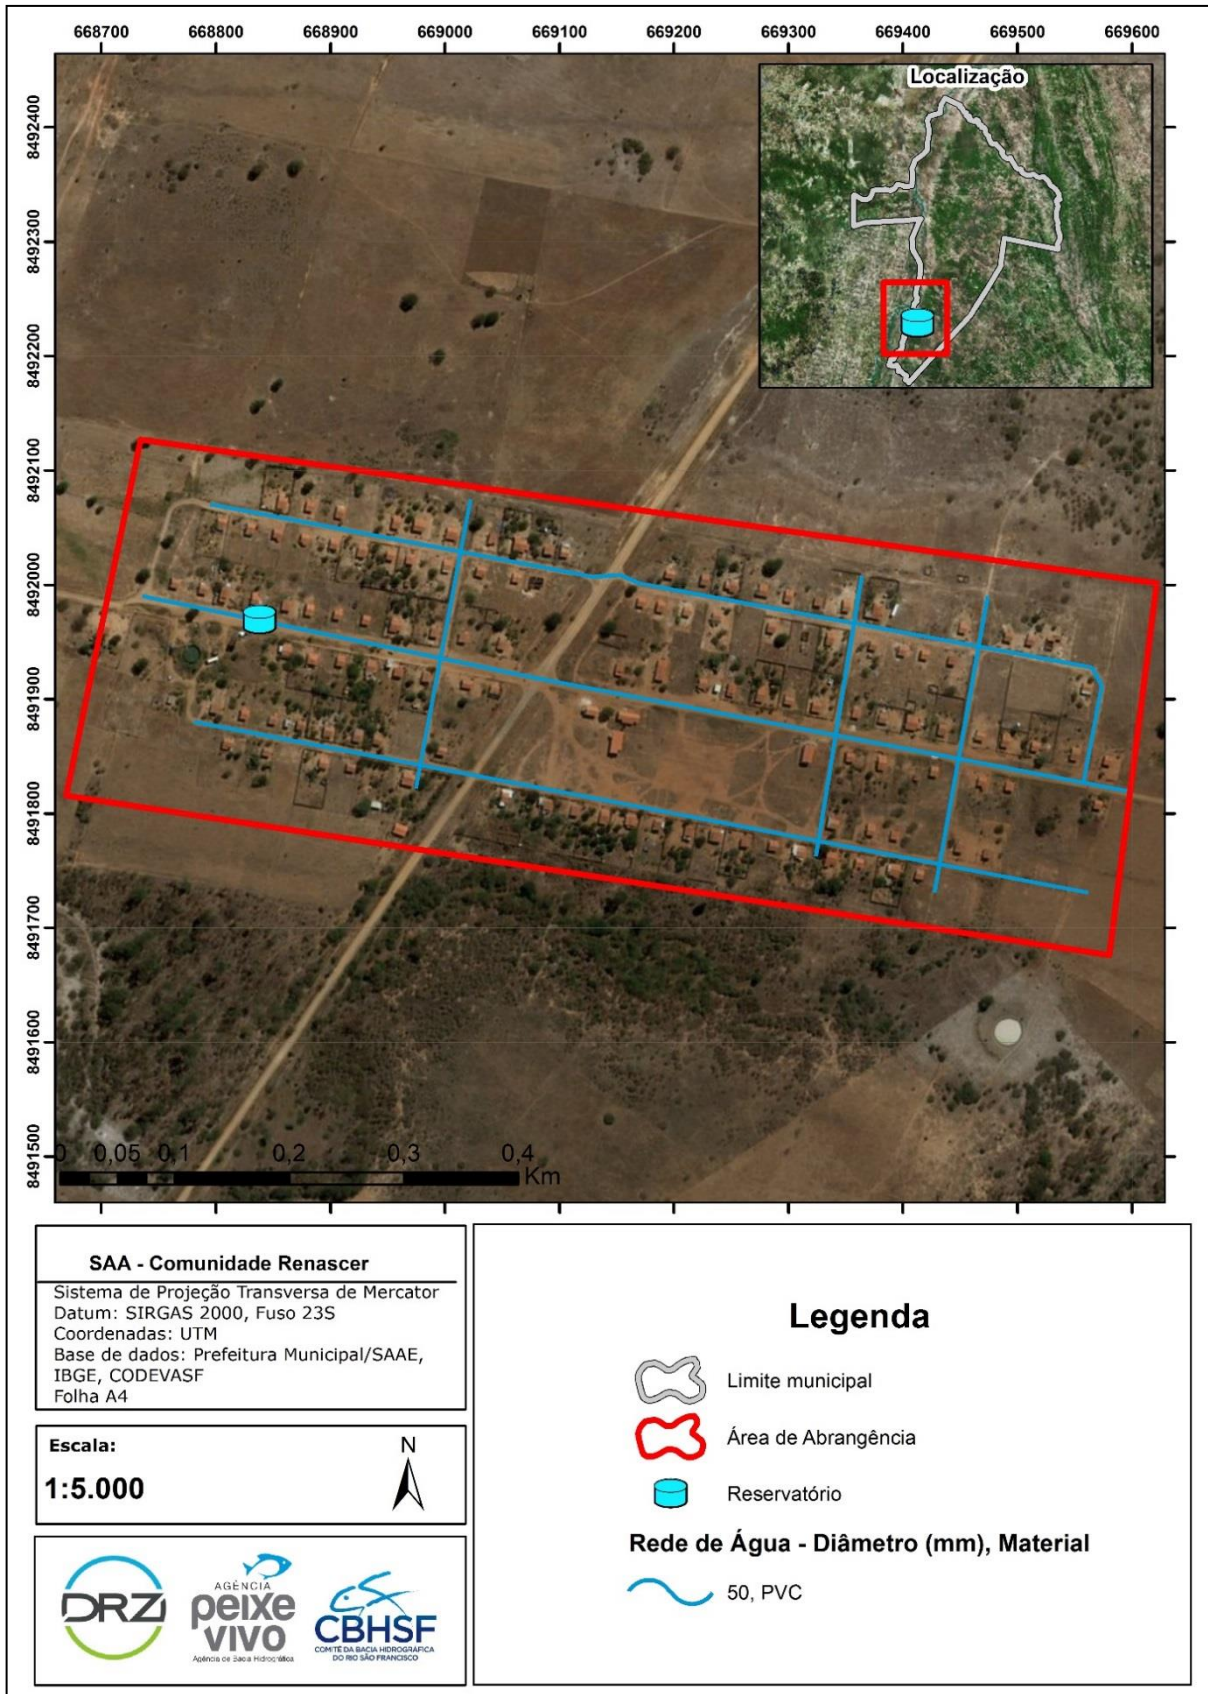 668700 668800 668900 669000 669100 669200 669300 669400 669500 669600
8492400
8492300
8492200
8492100
8492000
8491900
8491800
8491700
8491600
8491500
Localização
0 0,05 0,1 0,2 0,3 0,4
Km
SAA - Comunidade Renascer
Sistema de Projeção Transversa de Mercator
Datum: SIRGAS 2000, Fuso 23S
Coordenadas: UTM
Base de dados: Prefeitura Municipal/SAAE,
IBGE, CODEVASF
Folha A4
Escala:
1:5.000
N
DRZ
AGÊNCIA
peixe
vivo
Agência de Bacia Hidrográfica
CBHSF
COMITÊ DA BACIA HIDROGRÁFICA
DO RIO SÃO FRANCISCO
Legenda
Limite municipal
Área de Abrangência
Reservatório
Rede de Água - Diâmetro (mm), Material
50, PVC